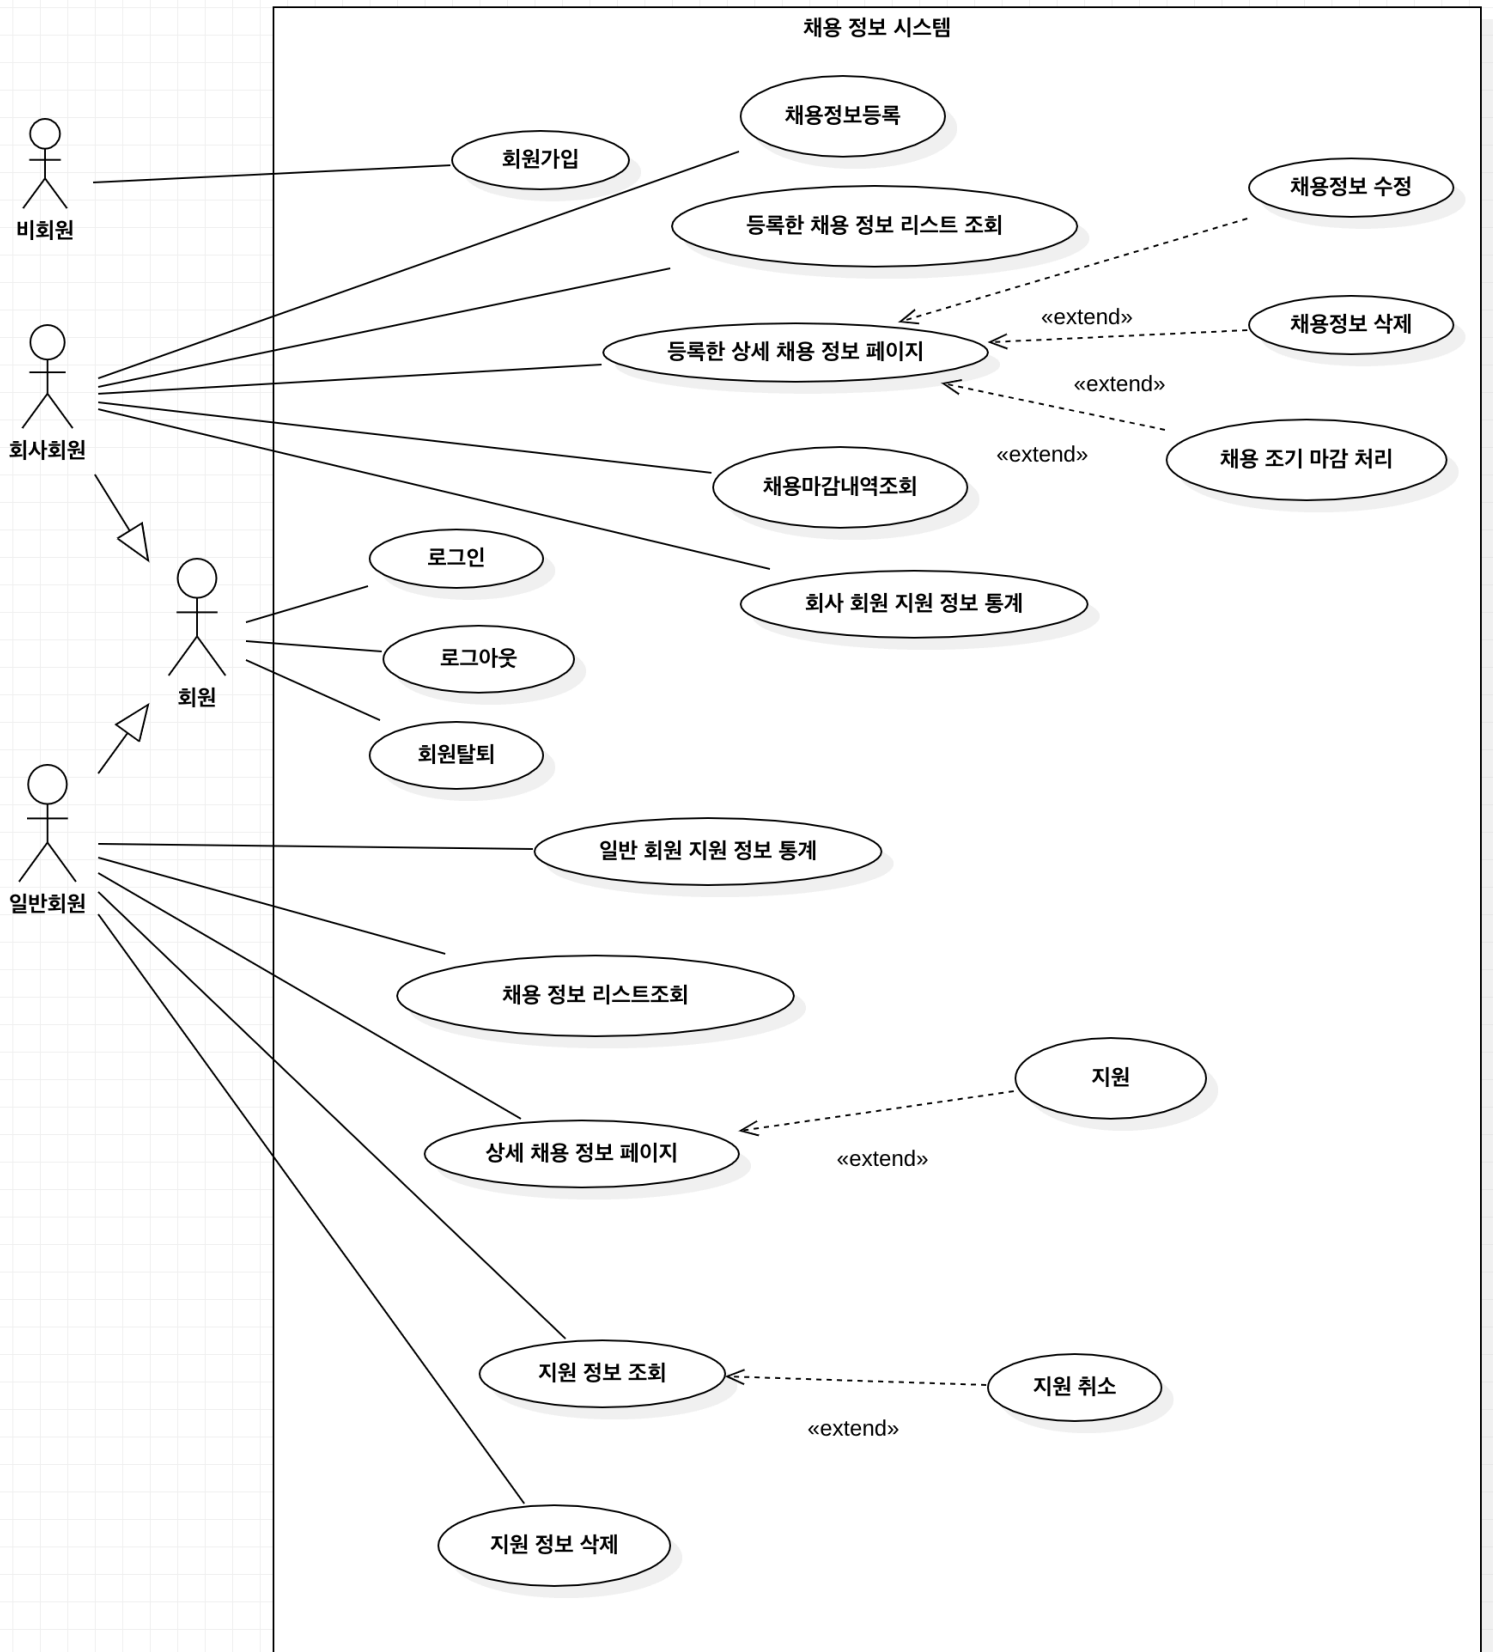 채용 정보 시스템
채용정보등록
회원가입
비회원
채용정보 수정
등록한 채용 정보 리스트 조회
«extend»
채용정보 삭제
등록한 상세 채용 정보 페이지
«extend»
회사회원
«extend»
채용 조기 마감 처리
채용마감내역조회
로그인
회사 회원 지원 정보 통계
로그아웃
회원
회원탈퇴
일반 회원 지원 정보 통계
일반회원
채용 정보 리스트조회
지원
상세 채용 정보 페이지
«extend»
지원 정보 조회
지원 취소
«extend»
지원 정보 삭제